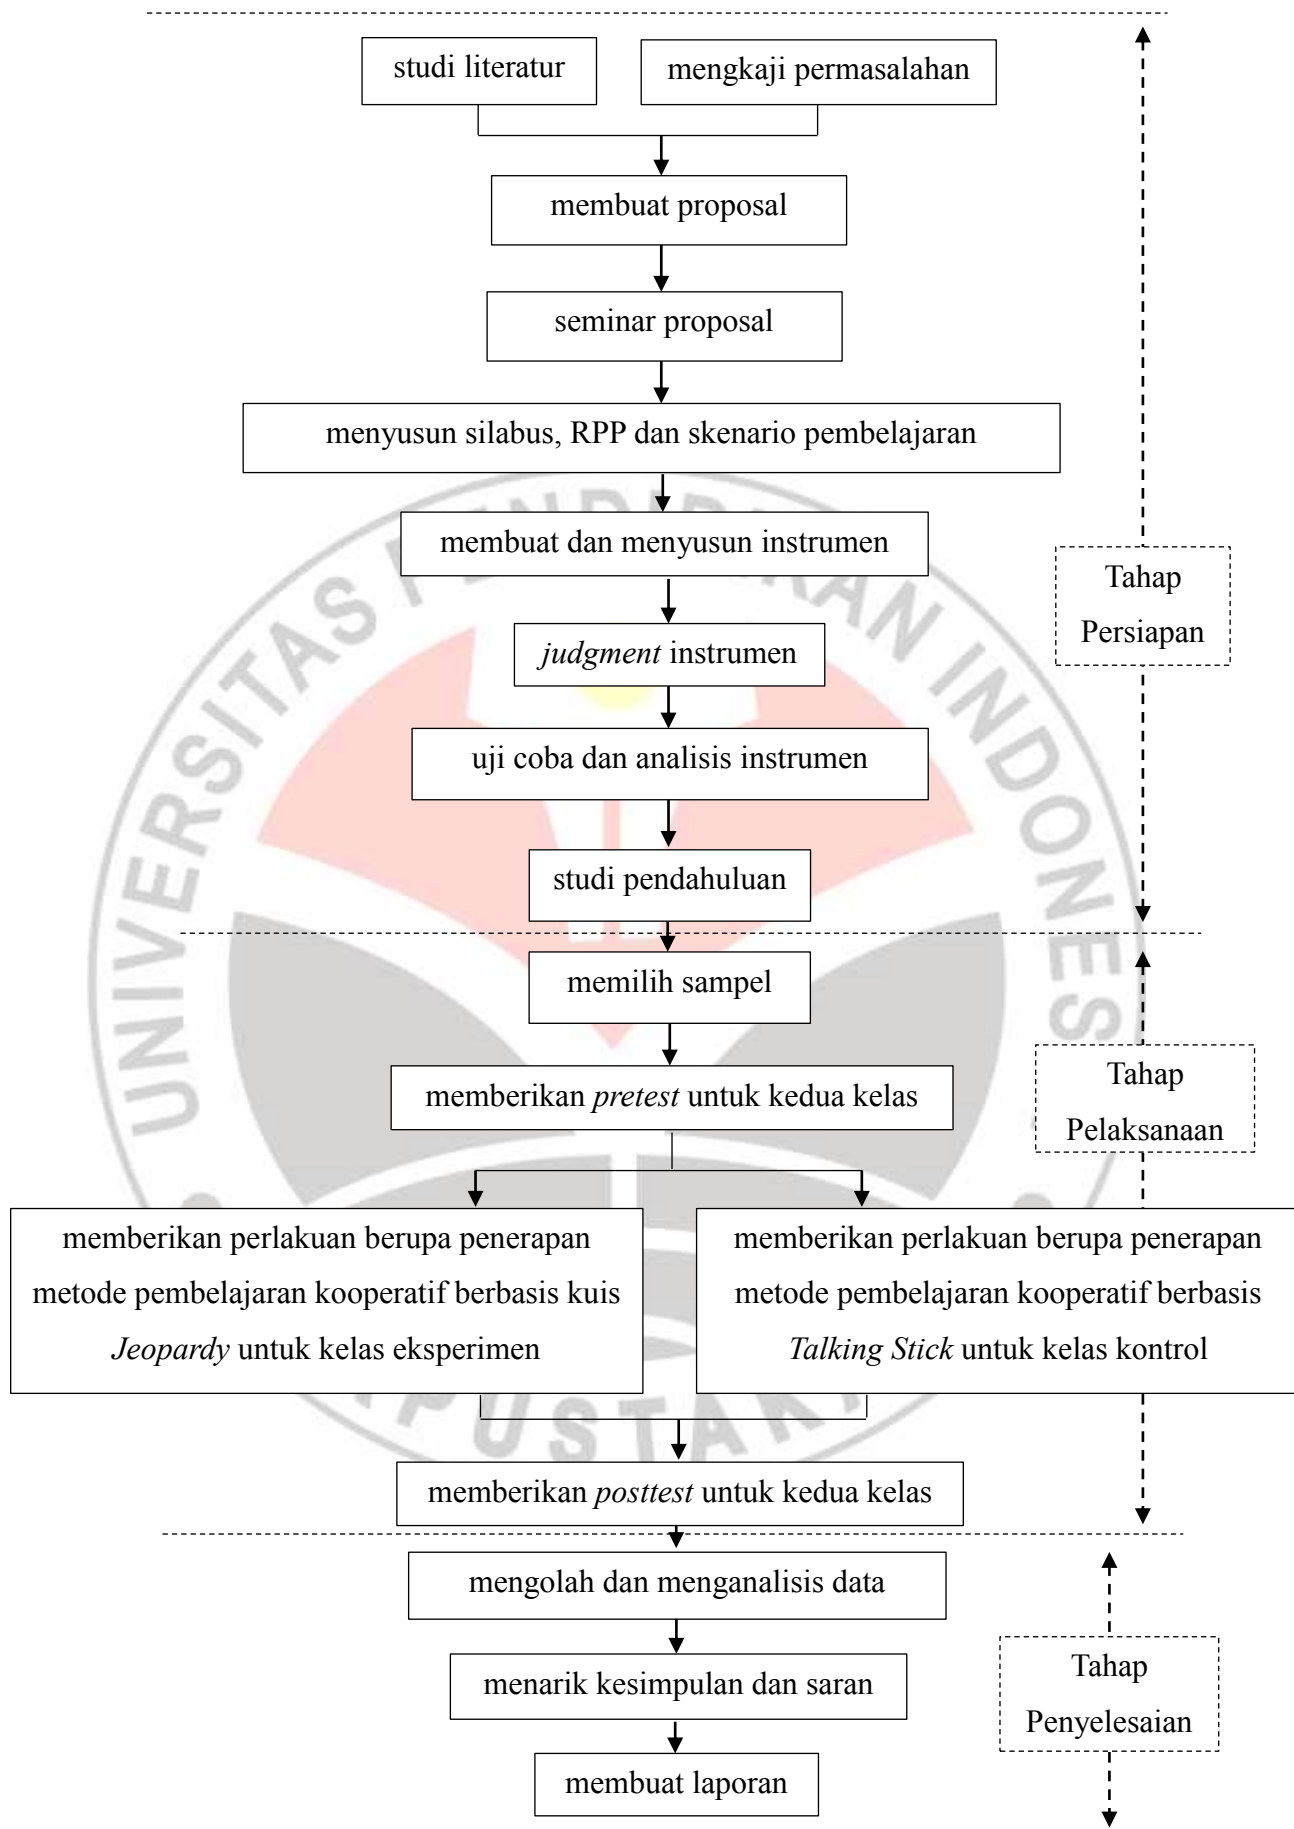 studi literatur
mengkaji permasalahan
membuat proposal
seminar proposal
menyusun silabus, RPP dan skenario pembelajaran
membuat dan menyusun instrumen
Tahap
Persiapan
judgment instrumen
uji coba dan analisis instrumen
studi pendahuluan
memilih sampel
memberikan pretest untuk kedua kelas
Tahap
Pelaksanaan
memberikan perlakuan berupa penerapan
metode pembelajaran kooperatif berbasis kuis
Jeopardy untuk kelas eksperimen
memberikan perlakuan berupa penerapan
metode pembelajaran kooperatif berbasis
Talking Stick untuk kelas kontrol
memberikan posttest untuk kedua kelas
mengolah dan menganalisis data
menarik kesimpulan dan saran
Tahap
Penyelesaian
membuat laporan
UNIVERSITAS PENDIDIKAN INDONESIA